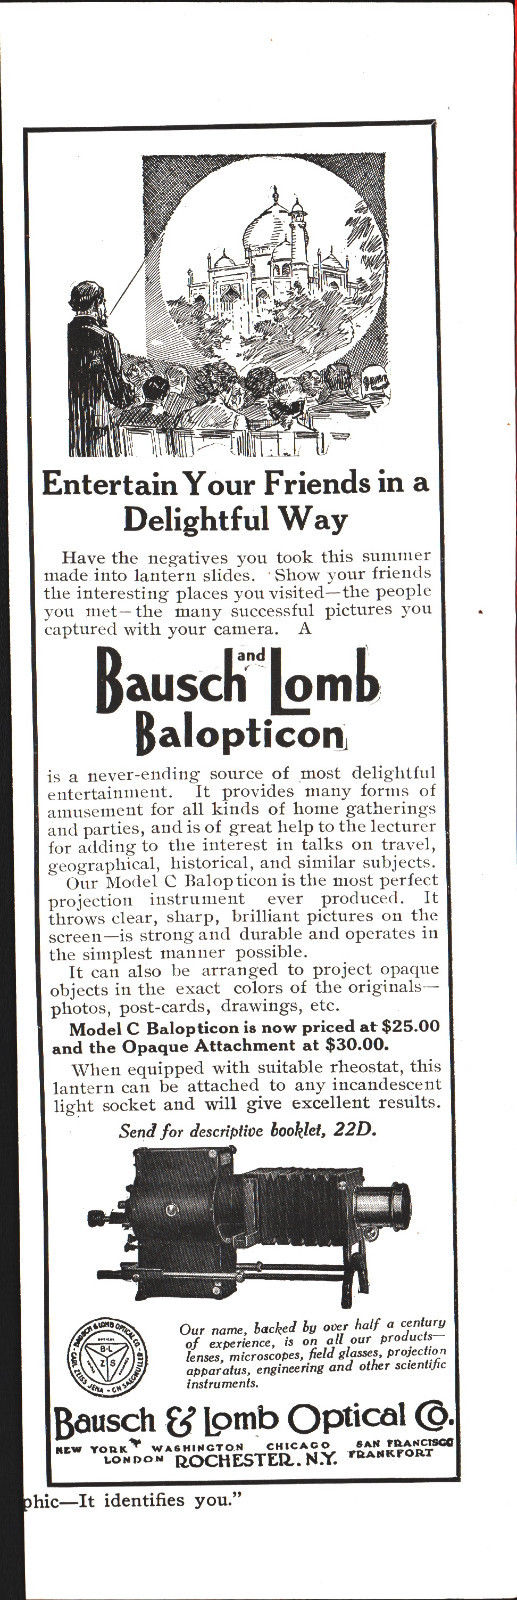 Entertain Your Friends in a
Delightful Way
Have the negatives you took this summer
made into lantern slides. Show your friends
the interesting places you visited—the people
you met—the many successful pictures you
captured with your camera. A
Bausch and Lomb
Balopticon
is a never-ending source of most delightful
entertainment. It provides many forms of
amusement for all kinds of home gatherings
and parties, and is of great help to the lecturer
for adding to the interest in talks on travel,
geographical, historical, and similar subjects.
Our Model C Balopticon is the most perfect
projection instrument ever produced. It
throws clear, sharp, brilliant pictures on the
screen—is strong and durable and operates in
the simplest manner possible.
It can also be arranged to project opaque
objects in the exact colors of the originals—
photos, post-cards, drawings, etc.
Model C Balopticon is now priced at $25.00
and the Opaque Attachment at $30.00.
When equipped with suitable rheostat, this
lantern can be attached to any incandescent
light socket and will give excellent results.
Send for descriptive booklet, 22D.
BAUSCH & LOMB OPTICAL CO.
CARL ZEISS JENA - GN SAEGMULLER
B-L
Z S
Our name, backed by over half a century
of experience, is on all our products—
lenses, microscopes, field glasses, projection
apparatus, engineering and other scientific
instruments.
Bausch & Lomb Optical Co.
NEW YORK WASHINGTON CHICAGO SAN FRANCISCO
LONDON ROCHESTER, N.Y. FRANKFORT
phic—It identifies you."